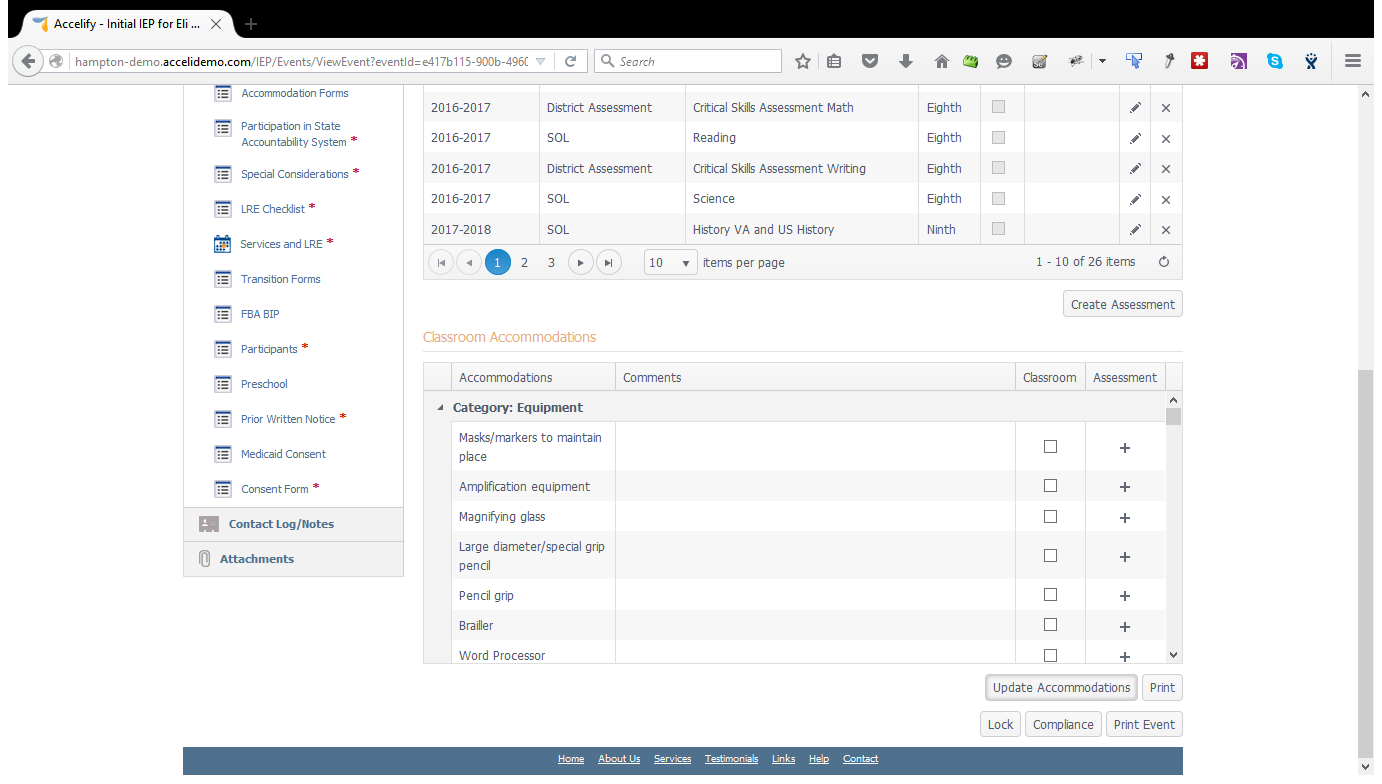 Accelify - Initial IEP for Eli ...
hampton-demo.accelidemo.com/IEP/Events/ViewEvent?eventId=e417b115-900b-4960
Search
Accommodation Forms
Participation in State
Accountability System *
Special Considerations *
LRE Checklist *
Services and LRE *
Transition Forms
FBA BIP
Participants *
Preschool
Prior Written Notice *
Medicaid Consent
Consent Form *
Contact Log/Notes
Attachments
2016-2017 District Assessment Critical Skills Assessment Math Eighth
2016-2017 SOL Reading Eighth
2016-2017 District Assessment Critical Skills Assessment Writing Eighth
2016-2017 SOL Science Eighth
2017-2018 SOL History VA and US History Ninth
1 2 3 10 items per page 1 - 10 of 26 items
Create Assessment
Classroom Accommodations
Accommodations Comments Classroom Assessment
Category: Equipment
Masks/markers to maintain
place
Amplification equipment
Magnifying glass
Large diameter/special grip
pencil
Pencil grip
Brailler
Word Processor
Update Accommodations Print
Lock Compliance Print Event
Home About Us Services Testimonials Links Help Contact